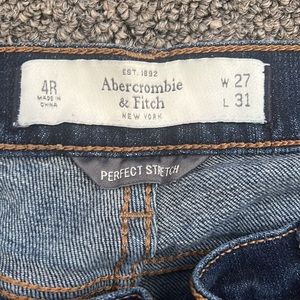 4R
MADE IN
CHINA
EST. 1892
Abercrombie
& Fitch
NEW YORK
W 27
L 31
PERFECT STRETCH